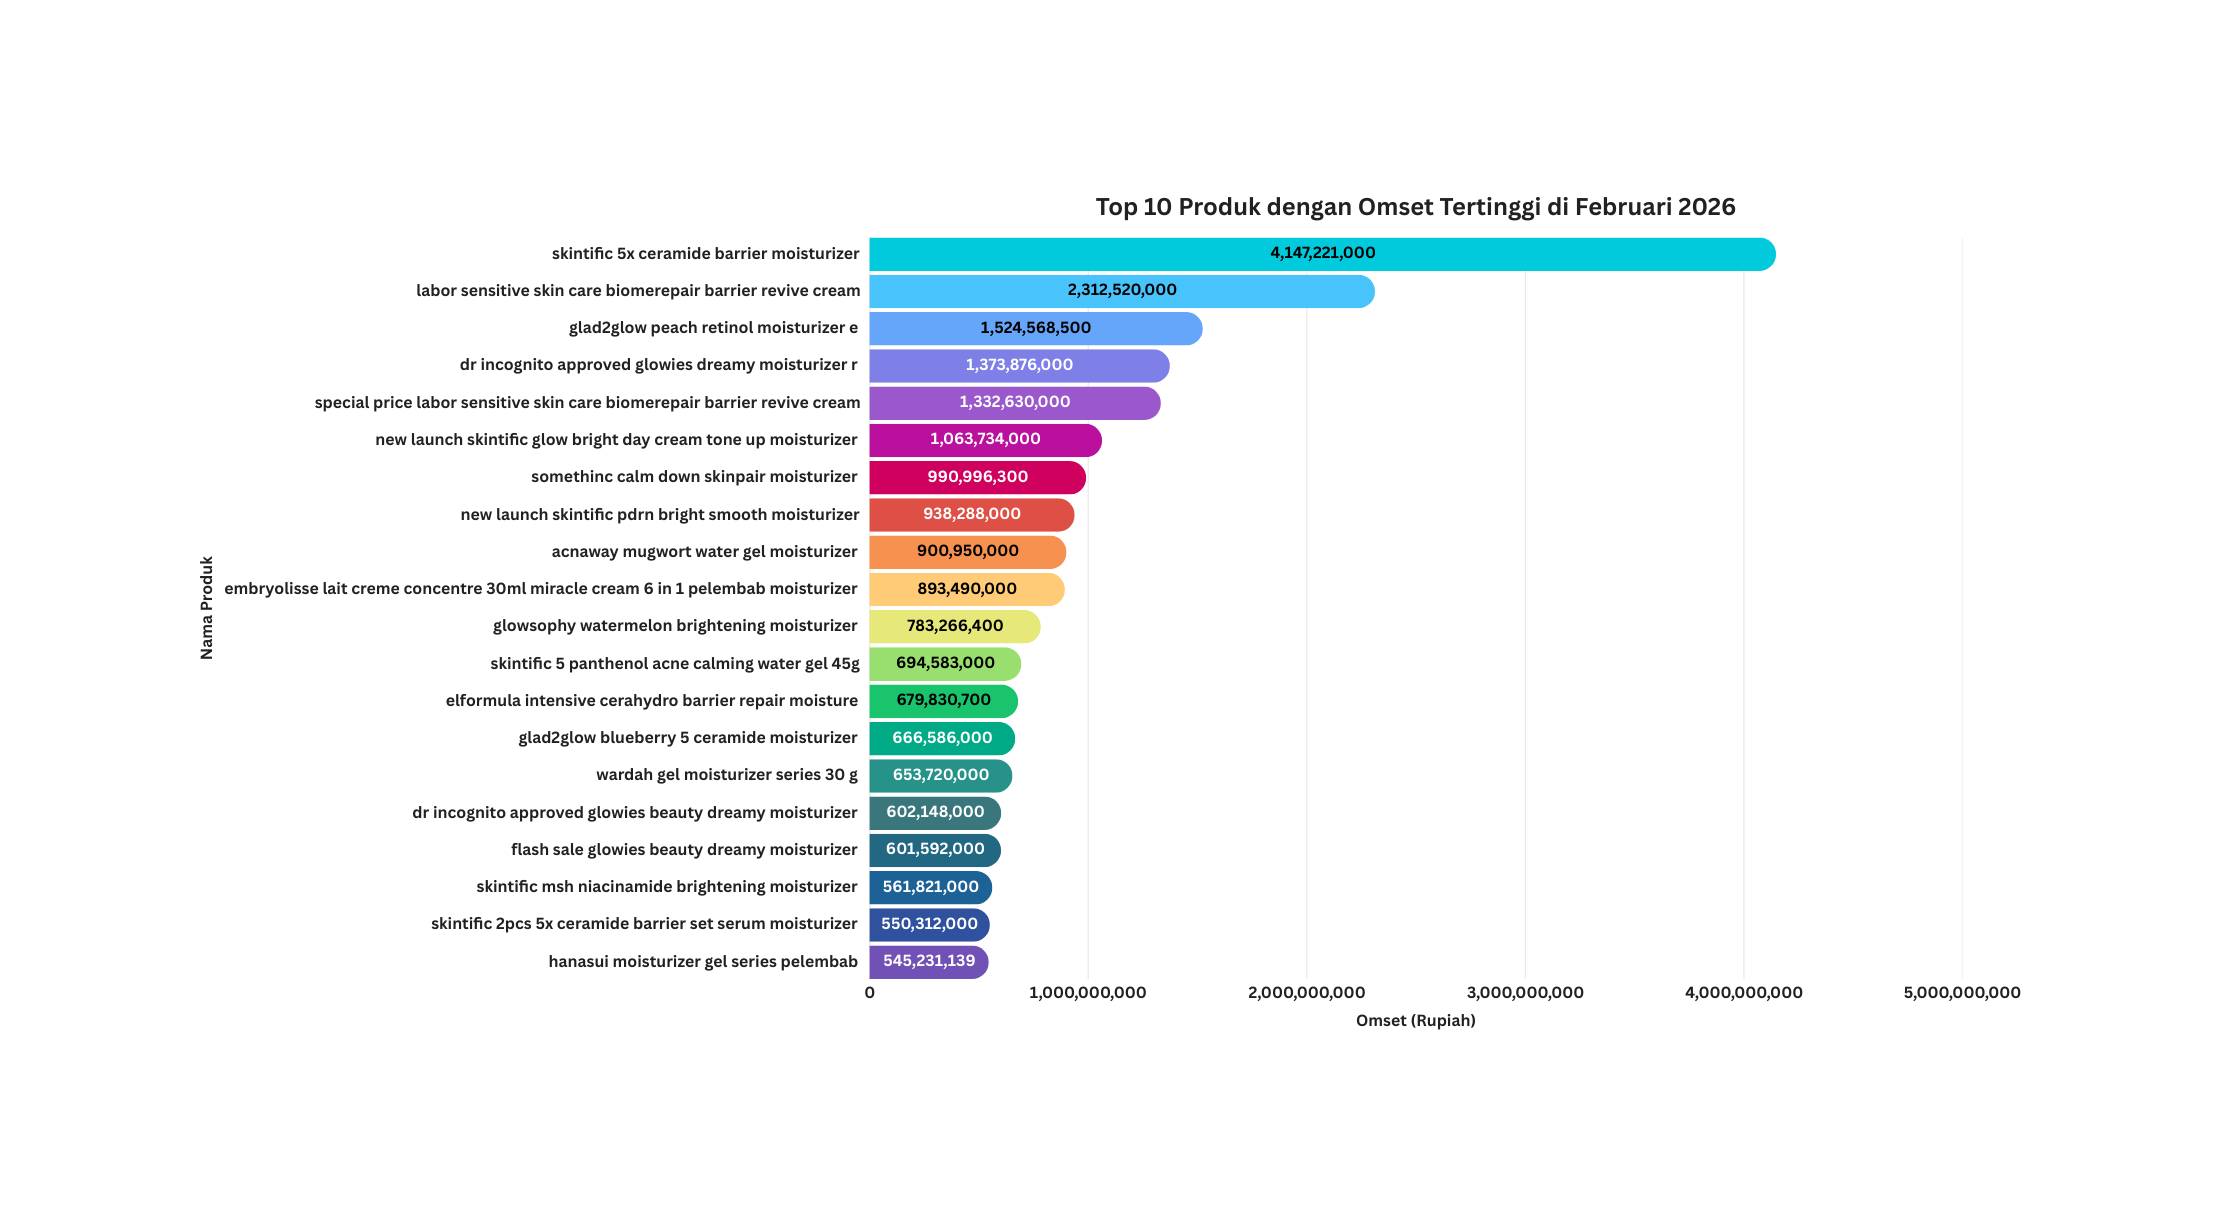 Top 10 Produk dengan Omset Tertinggi di Februari 2026
Nama Produk
skintific 5x ceramide barrier moisturizer 4,147,221,000
labor sensitive skin care biomerepair barrier revive cream 2,312,520,000
glad2glow peach retinol moisturizer e 1,524,568,500
dr incognito approved glowies dreamy moisturizer r 1,373,876,000
special price labor sensitive skin care biomerepair barrier revive cream 1,332,630,000
new launch skintific glow bright day cream tone up moisturizer 1,063,734,000
somethinc calm down skinpair moisturizer 990,996,300
new launch skintific pdrn bright smooth moisturizer 938,288,000
acnaway mugwort water gel moisturizer 900,950,000
embryolisse lait creme concentre 30ml miracle cream 6 in 1 pelembab moisturizer 893,490,000
glowsophy watermelon brightening moisturizer 783,266,400
skintific 5 panthenol acne calming water gel 45g 694,583,000
elformula intensive cerahydro barrier repair moisture 679,830,700
glad2glow blueberry 5 ceramide moisturizer 666,586,000
wardah gel moisturizer series 30 g 653,720,000
dr incognito approved glowies beauty dreamy moisturizer 602,148,000
flash sale glowies beauty dreamy moisturizer 601,592,000
skintific msh niacinamide brightening moisturizer 561,821,000
skintific 2pcs 5x ceramide barrier set serum moisturizer 550,312,000
hanasui moisturizer gel series pelembab 545,231,139
0 1,000,000,000 2,000,000,000 3,000,000,000 4,000,000,000 5,000,000,000
Omset (Rupiah)